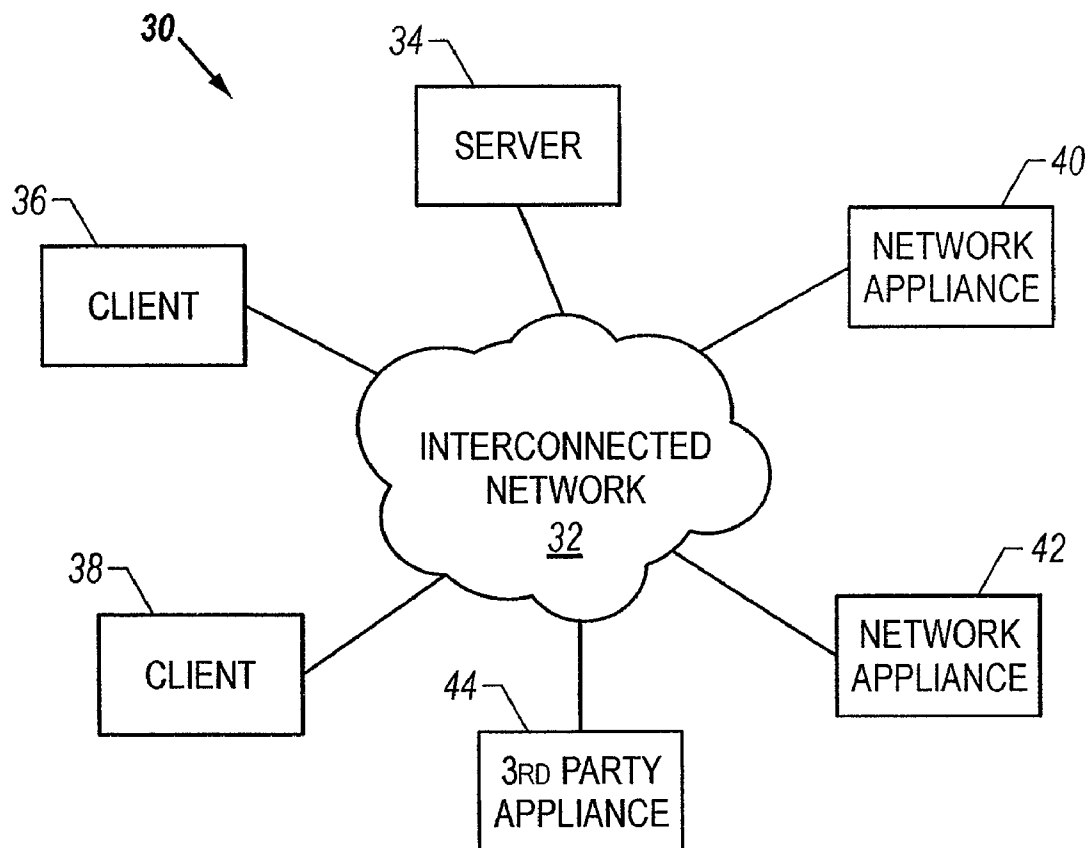 30
34
SERVER
40
NETWORK
APPLIANCE
36
CLIENT
INTERCONNECTED
NETWORK
32
38
CLIENT
42
NETWORK
APPLIANCE
44
3RD PARTY
APPLIANCE